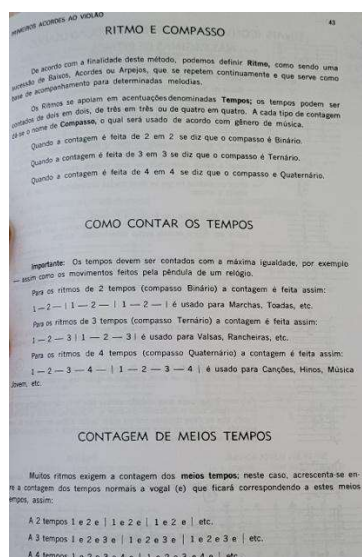 PRIMEIROS ACORDES AO VIOLÃO 43
RITMO E COMPASSO
De acordo com a finalidade deste método, podemos definir Ritmo, como sendo uma
sucessão de Baixos, Acordes ou Arpejos, que se repetem continuamente e que serve como
base de acompanhamento para determinadas melodias.
Os Ritmos se apoiam em acentuações denominadas Tempos; os tempos podem ser
contados de dois em dois, de três em três ou de quatro em quatro. A cada tipo de contagem
dá-se o nome de Compasso, o qual será usado de acordo com gênero de música.
Quando a contagem é feita de 2 em 2 se diz que o compasso é Binário.
Quando a contagem é feita de 3 em 3 se diz que o compasso é Ternário.
Quando a contagem é feita de 4 em 4 se diz que o compasso e Quaternário.
COMO CONTAR OS TEMPOS
Importante: Os tempos devem ser contados com a máxima igualdade, por exemplo
— assim como os movimentos feitos pela pêndula de um relógio.
Para os ritmos de 2 tempos (compasso Binário) a contagem é feita assim:
1 — 2 — | 1 — 2 — | 1 — 2 — | é usado para Marchas, Toadas, etc.
Para os ritmos de 3 tempos (compasso Ternário) a contagem é feita assim:
1 — 2 — 3 | 1 — 2 — 3 | é usado para Valsas, Rancheiras, etc.
Para os ritmos de 4 tempos (compasso Quaternário) a contagem é feita assim:
1 — 2 — 3 — 4 — | 1 — 2 — 3 — 4 | é usado para Canções, Hinos, Música
Jovem, etc.
CONTAGEM DE MEIOS TEMPOS
Muitos ritmos exigem a contagem dos meios tempos; neste caso, acrescenta-se en-
re a contagem dos tempos normais a vogal (e) que ficará correspondendo a estes meios
tempos, assim:
A 2 tempos 1 e 2 e | 1 e 2 e | 1 e 2 e | etc.
A 3 tempos 1 e 2 e 3 e | 1 e 2 e 3 e | 1 e 2 e 3 e | etc.
A 4 tempos 1 e 2 e 3 e 4 e | 1 e 2 e 3 e 4 e | etc.